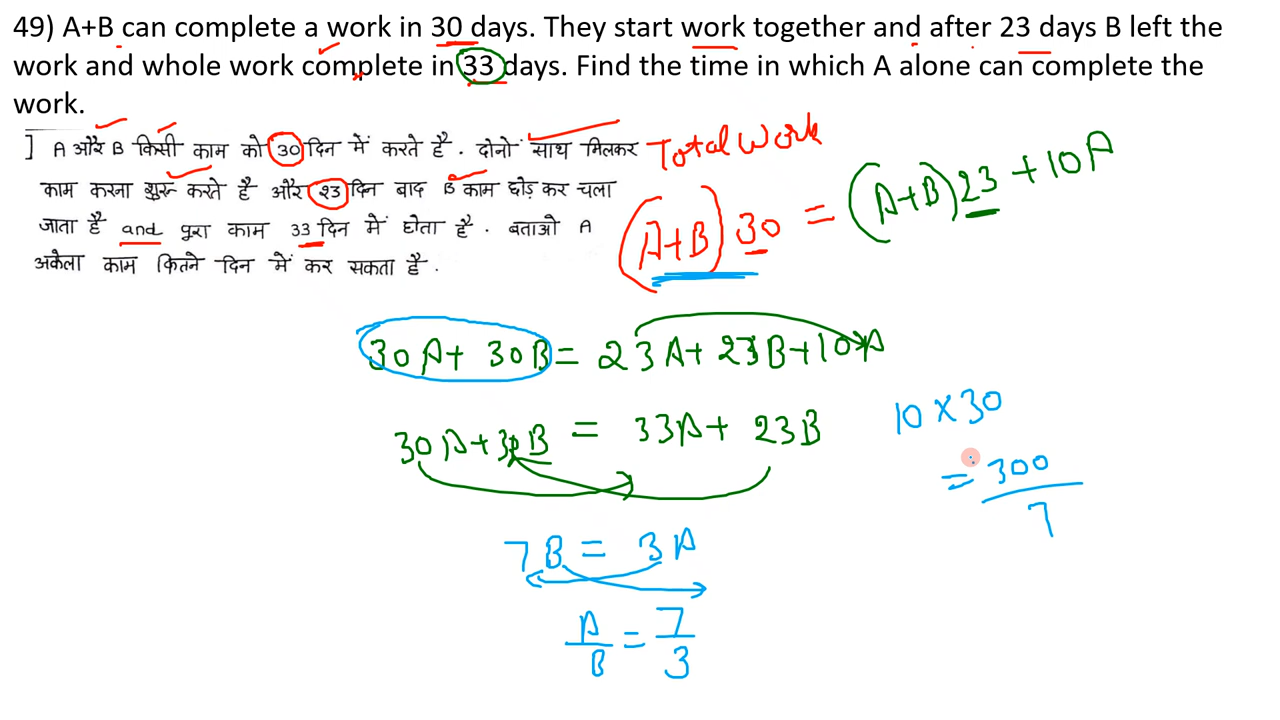 49) A+B can complete a work in 30 days. They start work together and after 23 days B left the
work and whole work complete in 33 days. Find the time in which A alone can complete the
work.
] A और B किसी काम को 30 दिन में करते है. दोनों साथ मिलकर
काम करना शुरू करते है और 23 दिन बाद B काम छोड़ कर चला
जाता है and पुरा काम 33 दिन में होता है. बताओ A
अकेला काम कितने दिन में कर सकता है.
Total Work
(A+B) 30 = (A+B) 23 + 10A
30A + 30B = 23A + 23B + 10A
30A + 30B = 33A + 23B
10 × 30
= 300
7
7B = 3A
A/B = 7/3